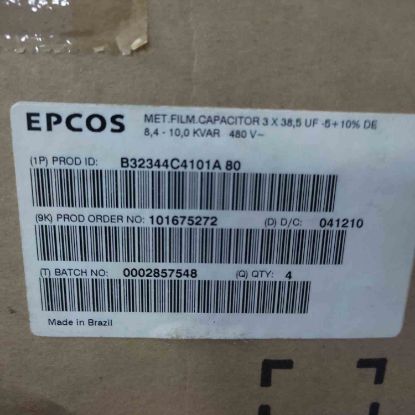 EPCOS
MET.FILM.CAPACITOR 3 X 38,5 UF -5+10% DE
8,4 - 10,0 KVAR 480 V~
(1P) PROD ID: B32344C4101A 80
(9K) PROD ORDER NO: 101675272 (D) D/C: 041210
(T) BATCH NO: 0002857548 (Q) QTY: 4
Made in Brazil